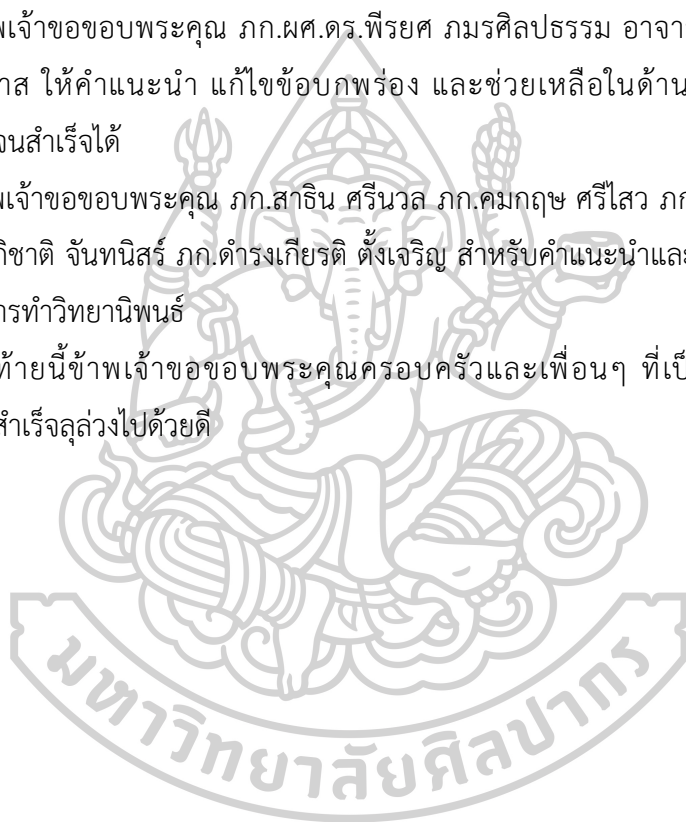 พเจ้าขอขอบพระคุณ ภก.ผศ.ดร.พีรยศ ภมรศิลปธรรม อาจา
าส ให้คำแนะนำ แก้ไขข้อบกพร่อง และช่วยเหลือในด้าน
จนสำเร็จได้
พเจ้าขอขอบพระคุณ ภก.สาธิน ศรีนวล ภก.คมกฤษ ศรีไสว ภก
ทิชาติ จันทนิสร์ ภก.ดำรงเกียรติ ตั้งเจริญ สำหรับคำแนะนำและ
ารทำวิทยานิพนธ์
ท้ายนี้ข้าพเจ้าขอขอบพระคุณครอบครัวและเพื่อนๆ ที่เป็
สำเร็จลุล่วงไปด้วยดี
มหาวิทยาลัยศิลปากร